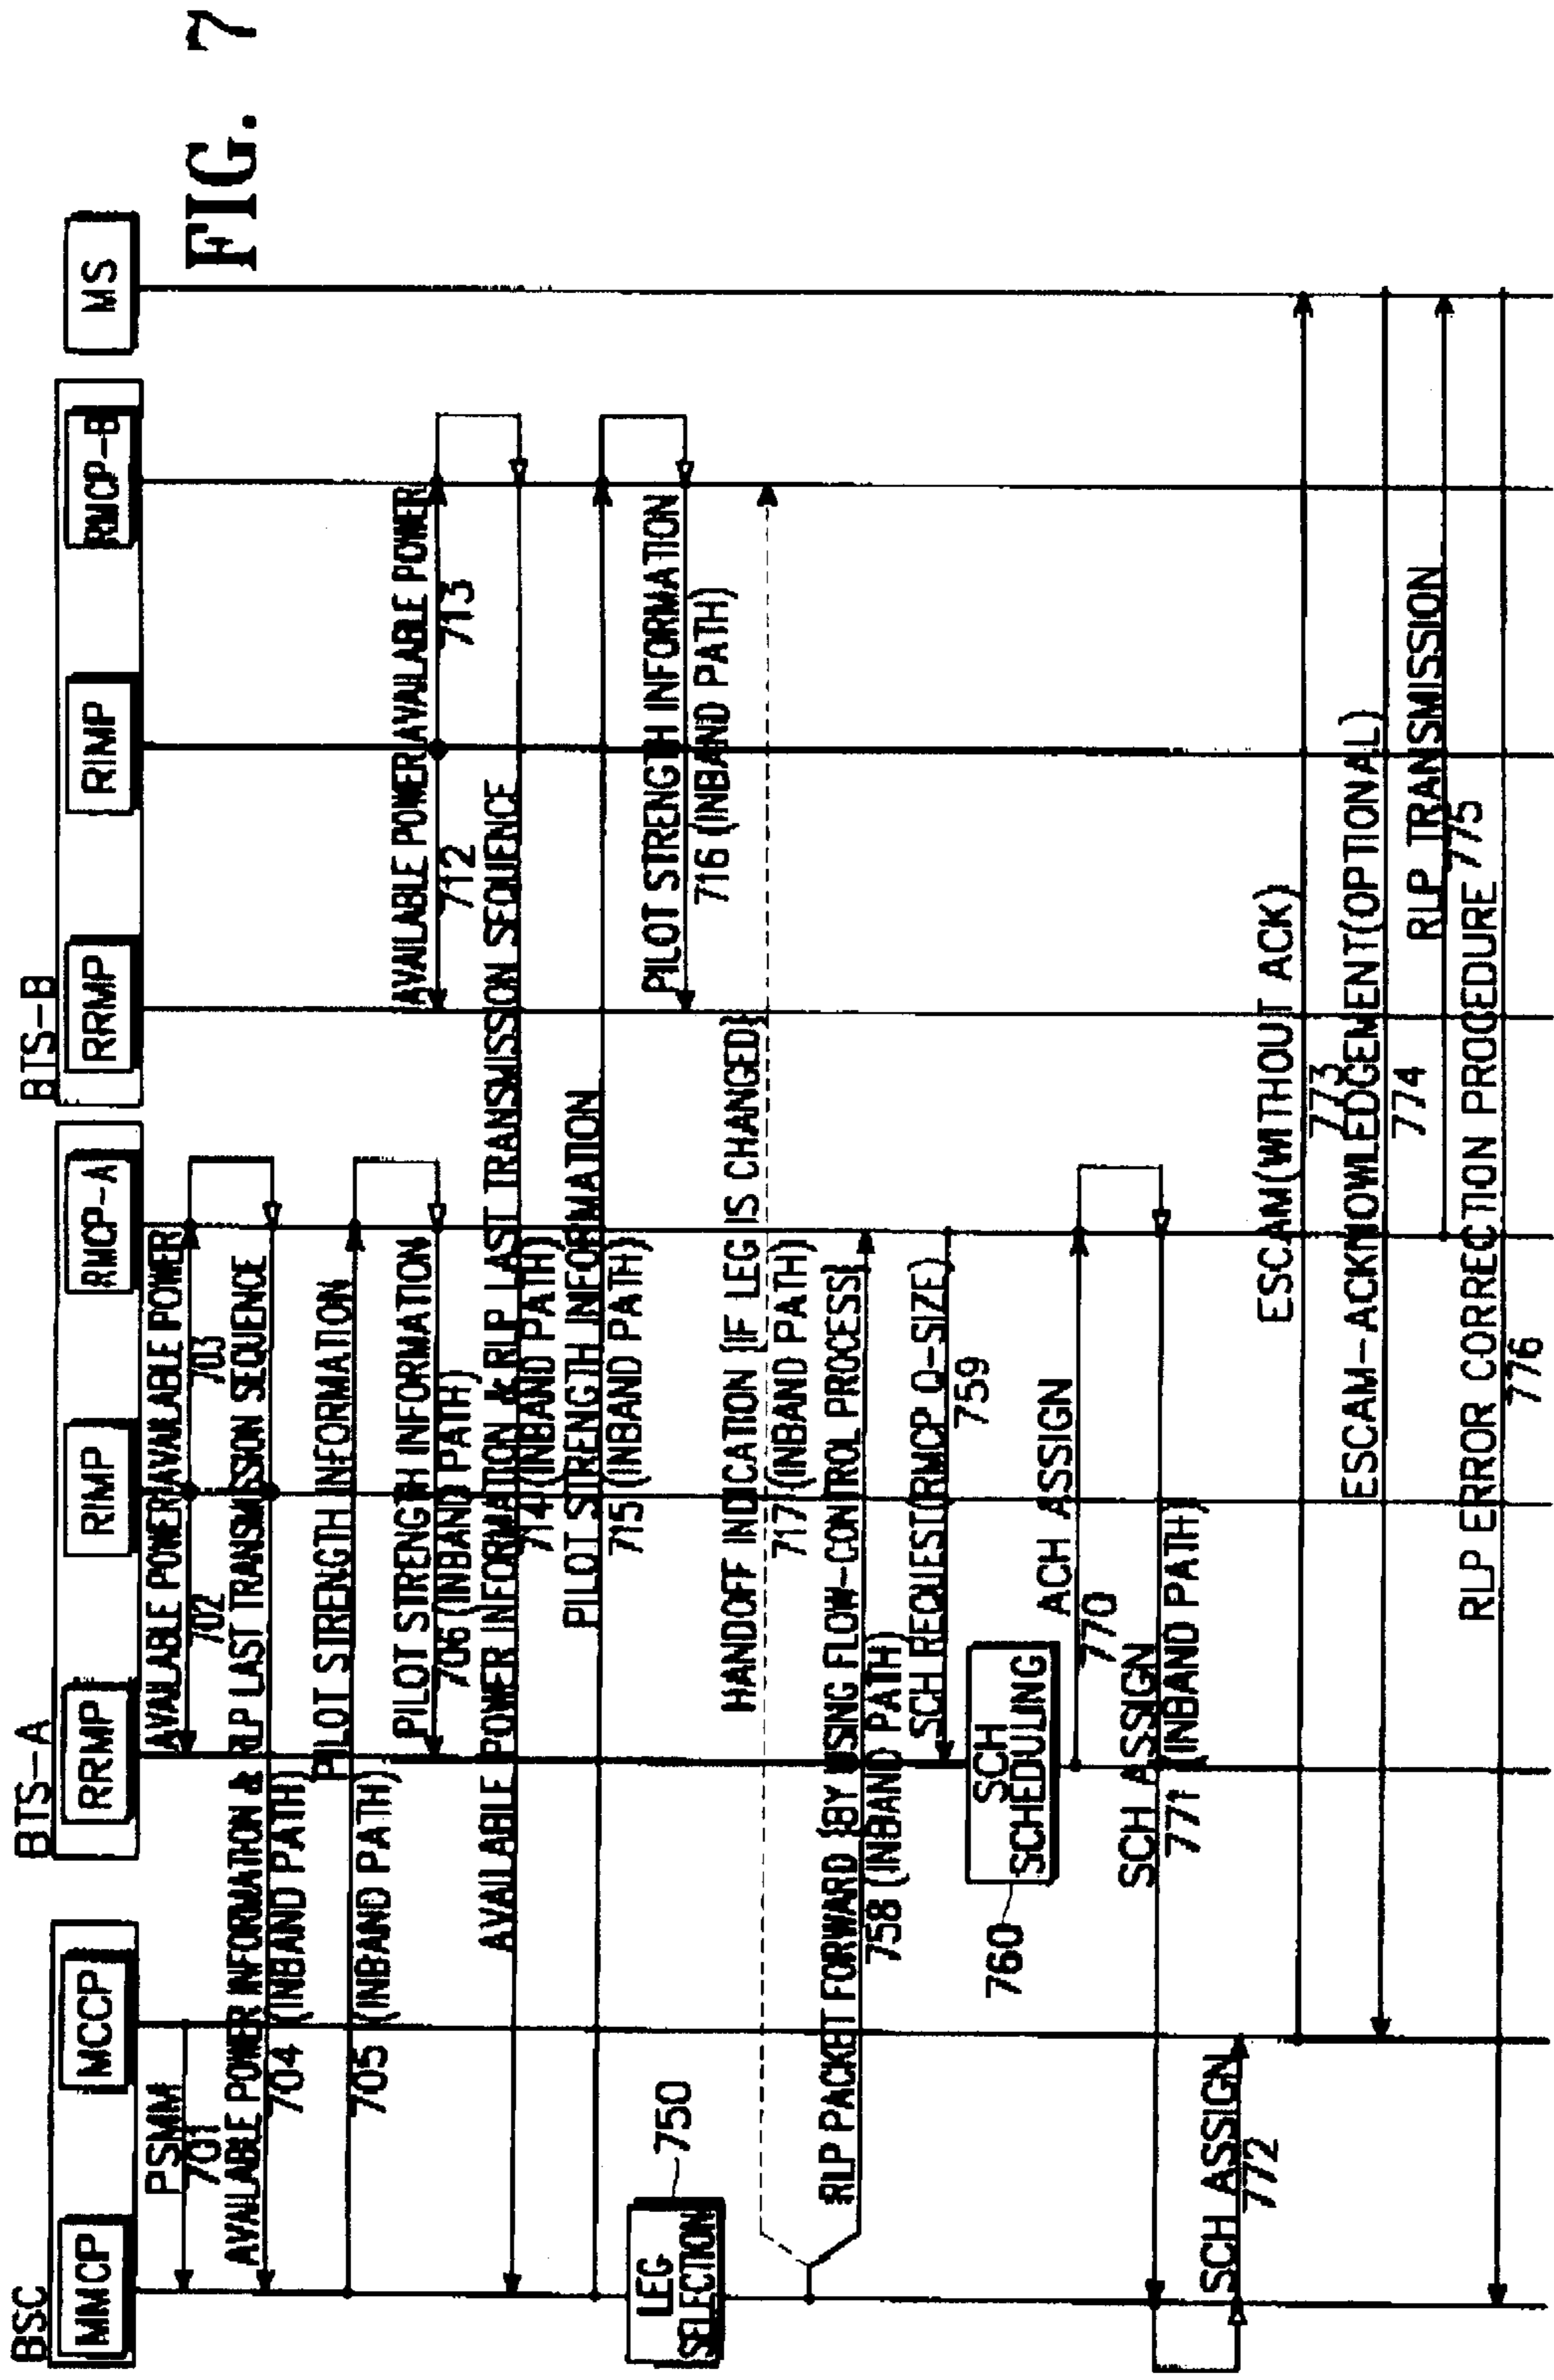 FIG. 7
BSC
MMCP
MCCP
BTS-A
RRMP
RIMP
RMCP-A
BTS-B
RRMP
RIMP
RMCP-B
MS
PSMM
701
AVAILABLE POWER
702
AVAILABLE POWER
703
AVAILABLE POWER INFORMATION & RLP LAST TRANSMISSION SEQUENCE
704 (INBAND PATH)
PILOT STRENGTH INFORMATION
705 (INBAND PATH)
PILOT STRENGTH INFORMATION
706 (INBAND PATH)
AVAILABLE POWER
712
AVAILABLE POWER
713
AVAILABLE POWER INFORMATION & RLP LAST TRANSMISSION SEQUENCE
714 (INBAND PATH)
PILOT STRENGTH INFORMATION
715 (INBAND PATH)
PILOT STRENGTH INFORMATION
716 (INBAND PATH)
LEG
SELECTION
750
HANDOFF INDICATION (IF LEG IS CHANGED)
717 (INBAND PATH)
RLP PACKET FORWARD (BY USING FLOW-CONTROL PROCESS)
758 (INBAND PATH)
SCH REQUEST(RMCP Q-SIZE)
759
SCH
SCHEDULING
760
ACH ASSIGN
770
SCH ASSIGN
771 (INBAND PATH)
SCH ASSIGN
772
ESCAM(WITHOUT ACK)
773
ESCAM-ACKNOWLEDGEMENT(OPTIONAL)
774
RLP TRANSMISSION
775
RLP ERROR CORRECTION PROCEDURE
776